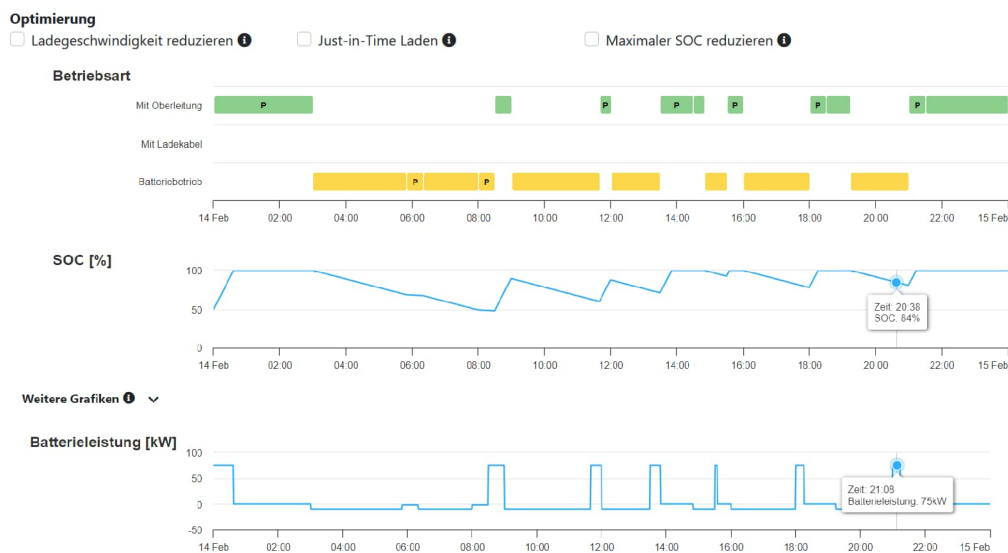 Optimierung
Ladegeschwindigkeit reduzieren Just-in-Time Laden Maximaler SOC reduzieren
Betriebsart
Mit Oberleitung P P P P P P
Mit Ladekabel
Batteriebetrieb P P
14 Feb 02:00 04:00 06:00 08:00 10:00 12:00 14:00 16:00 18:00 20:00 22:00 15 Feb
SOC [%]
100
50
0
Zeit: 20:38
SOC: 84%
14 Feb 02:00 04:00 06:00 08:00 10:00 12:00 14:00 16:00 18:00 20:00 22:00 15 Feb
Weitere Grafiken
Batterieleistung [kW]
100
50
0
-50
Zeit: 21:08
Batterieleistung: 75kW
14 Feb 02:00 04:00 06:00 08:00 10:00 12:00 14:00 16:00 18:00 20:00 22:00 15 Feb